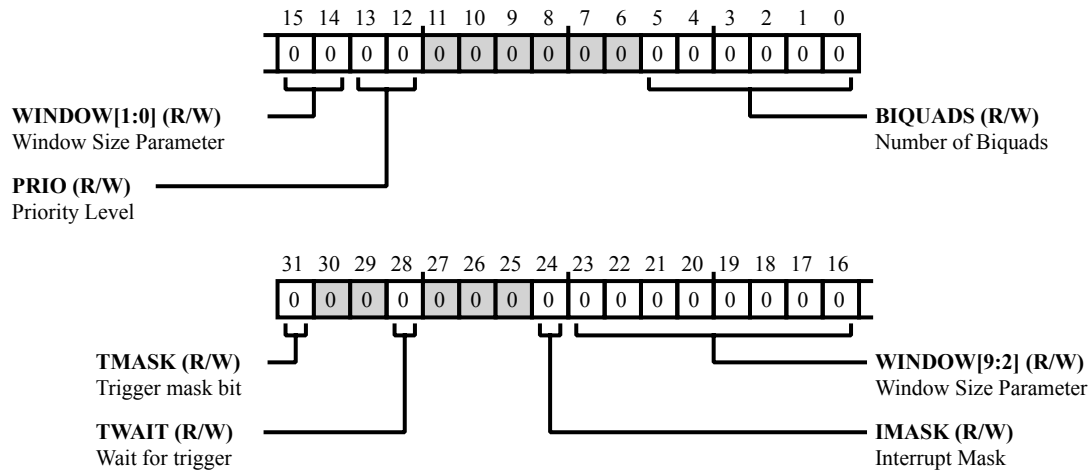 15 14 13 12 11 10 9 8 7 6 5 4 3 2 1 0
0 0 0 0 0 0 0 0 0 0 0 0 0 0 0 0
WINDOW[1:0] (R/W)
Window Size Parameter
BIQUADS (R/W)
Number of Biquads
PRIO (R/W)
Priority Level
31 30 29 28 27 26 25 24 23 22 21 20 19 18 17 16
0 0 0 0 0 0 0 0 0 0 0 0 0 0 0 0
TMASK (R/W)
Trigger mask bit
WINDOW[9:2] (R/W)
Window Size Parameter
TWAIT (R/W)
Wait for trigger
IMASK (R/W)
Interrupt Mask